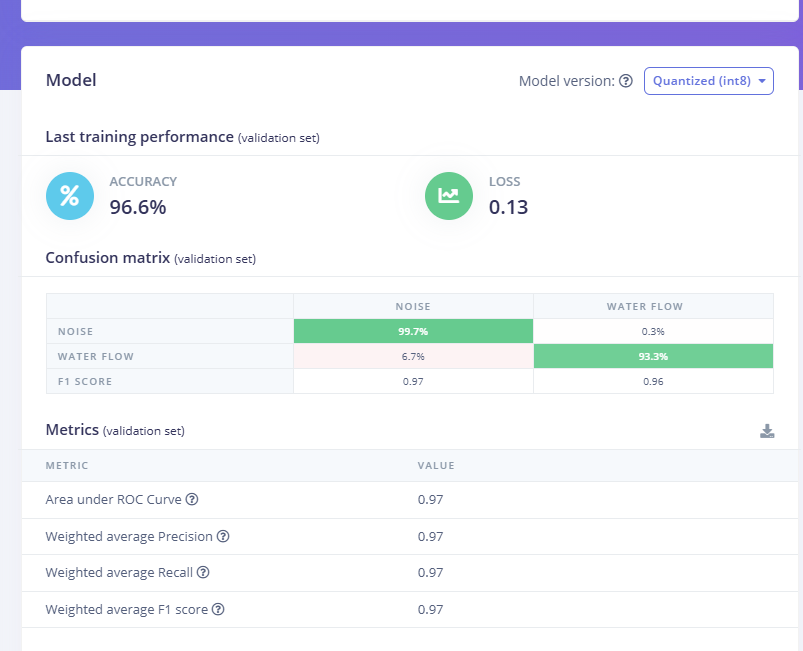 Model
Model version: Quantized (int8)
Last training performance (validation set)
% ACCURACY
96.6%
LOSS
0.13
Confusion matrix (validation set)
NOISE WATER FLOW
NOISE 99.7% 0.3%
WATER FLOW 6.7% 93.3%
F1 SCORE 0.97 0.96
Metrics (validation set)
METRIC VALUE
Area under ROC Curve ? 0.97
Weighted average Precision ? 0.97
Weighted average Recall ? 0.97
Weighted average F1 score ? 0.97